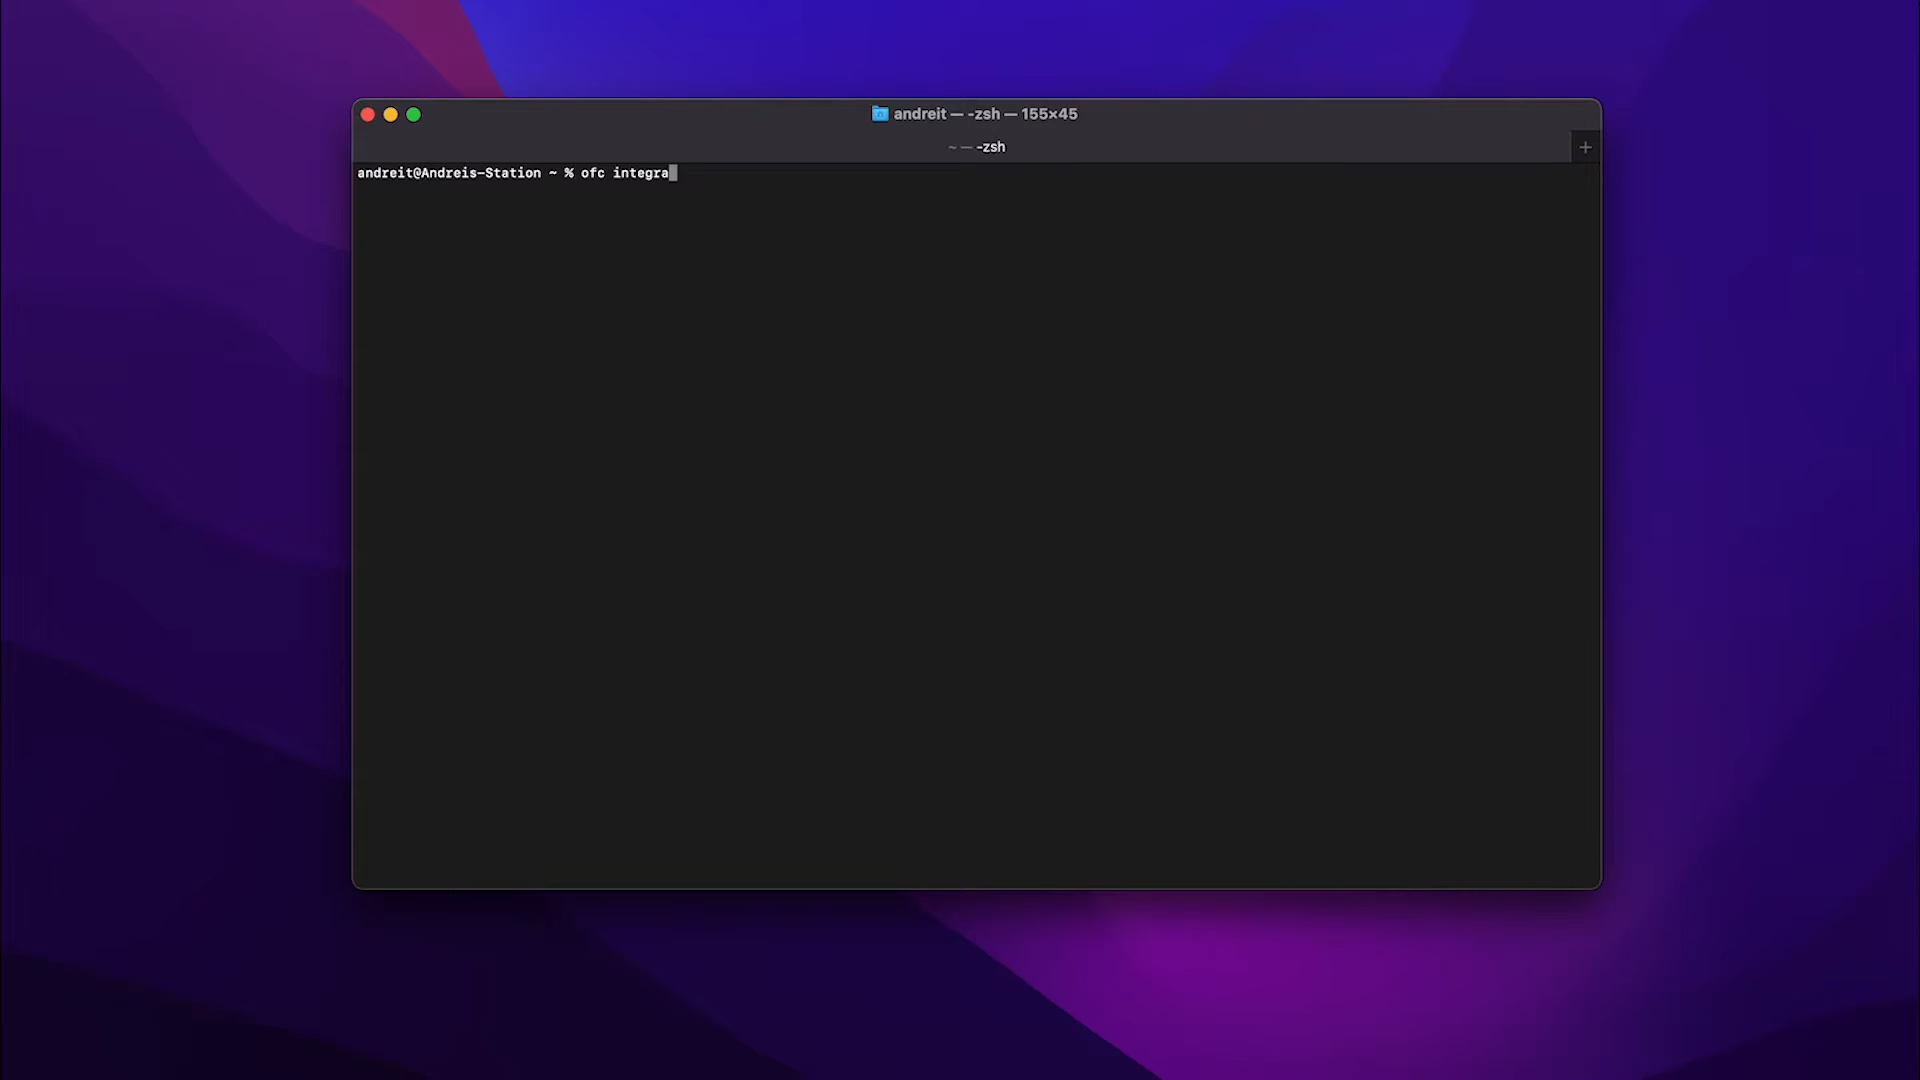 andreit — -zsh — 155×45
~ — -zsh
andreit@Andreis-Station ~ % ofc integra